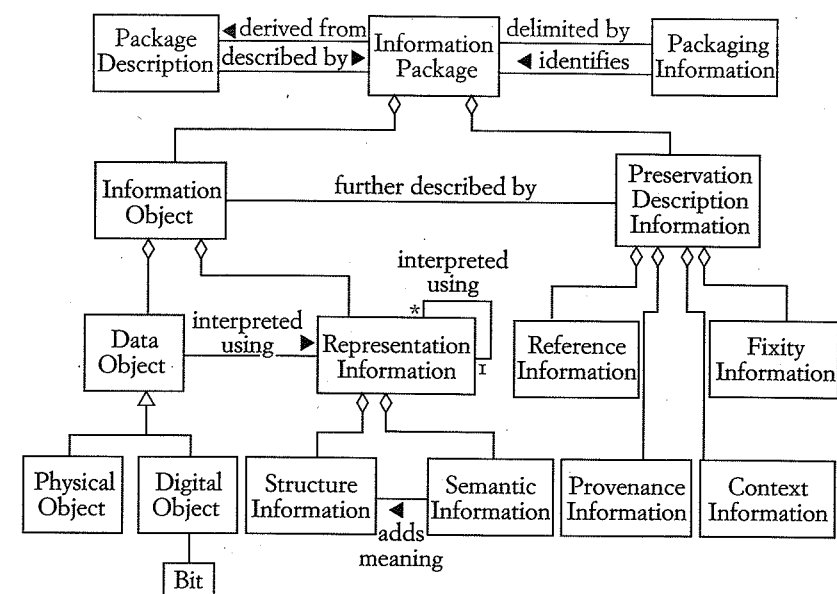 Package
Description
derived from
described by
Information
Package
delimited by
identifies
Packaging
Information
Information
Object
further described by
Preservation
Description
Information
Data
Object
interpreted
using
Representation
Information
interpreted
using
*
1
Reference
Information
Fixity
Information
Physical
Object
Digital
Object
Structure
Information
adds
meaning
Semantic
Information
Provenance
Information
Context
Information
Bit